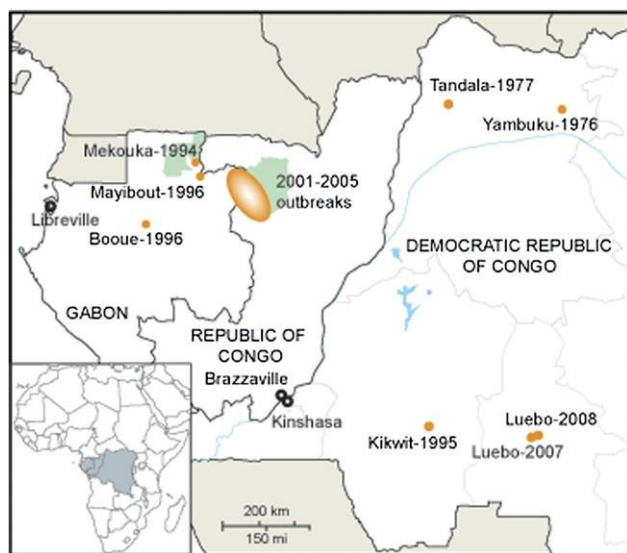 Tandala-1977
Yambuku-1976
Mekouka-1994
Mayibout-1996
2001-2005
outbreaks
Libreville
Booue-1996
DEMOCRATIC REPUBLIC
OF CONGO
GABON
REPUBLIC OF
CONGO
Brazzaville
Kinshasa
Kikwit-1995
Luebo-2008
Luebo-2007
200 km
150 mi